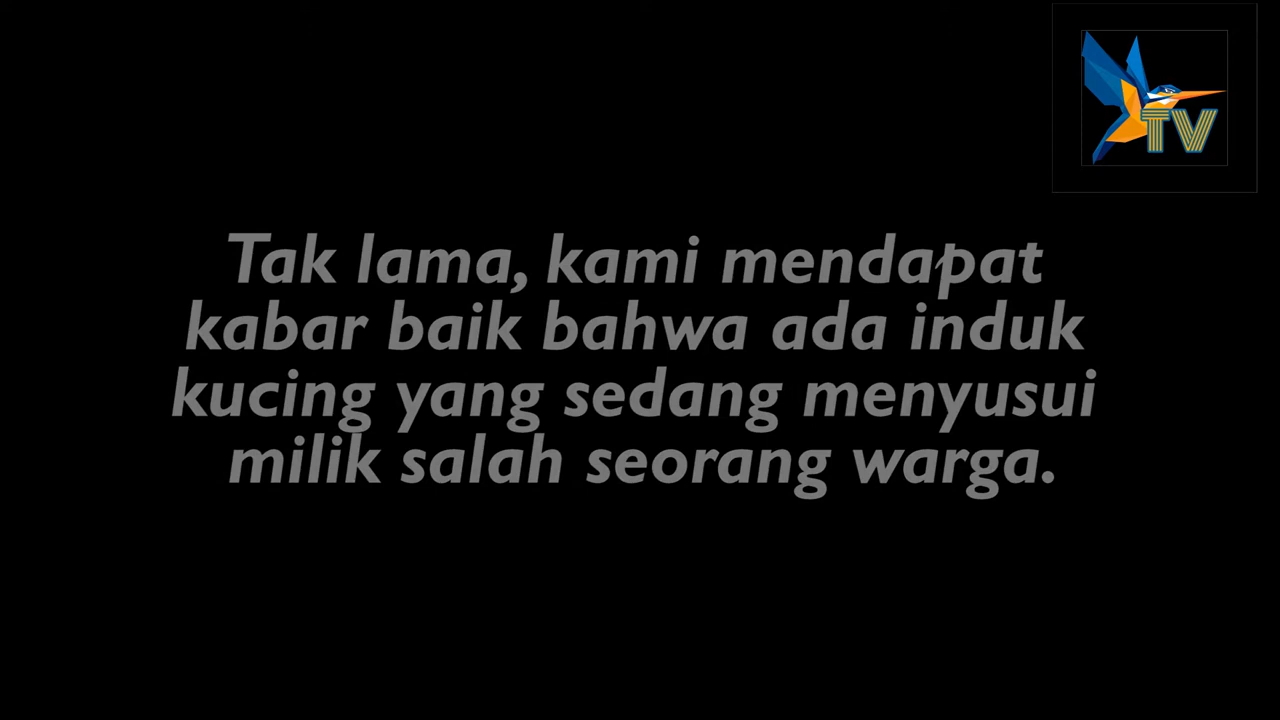 TV
Tak lama, kami mendapat
kabar baik bahwa ada induk
kucing yang sedang menyusui
milik salah seorang warga.